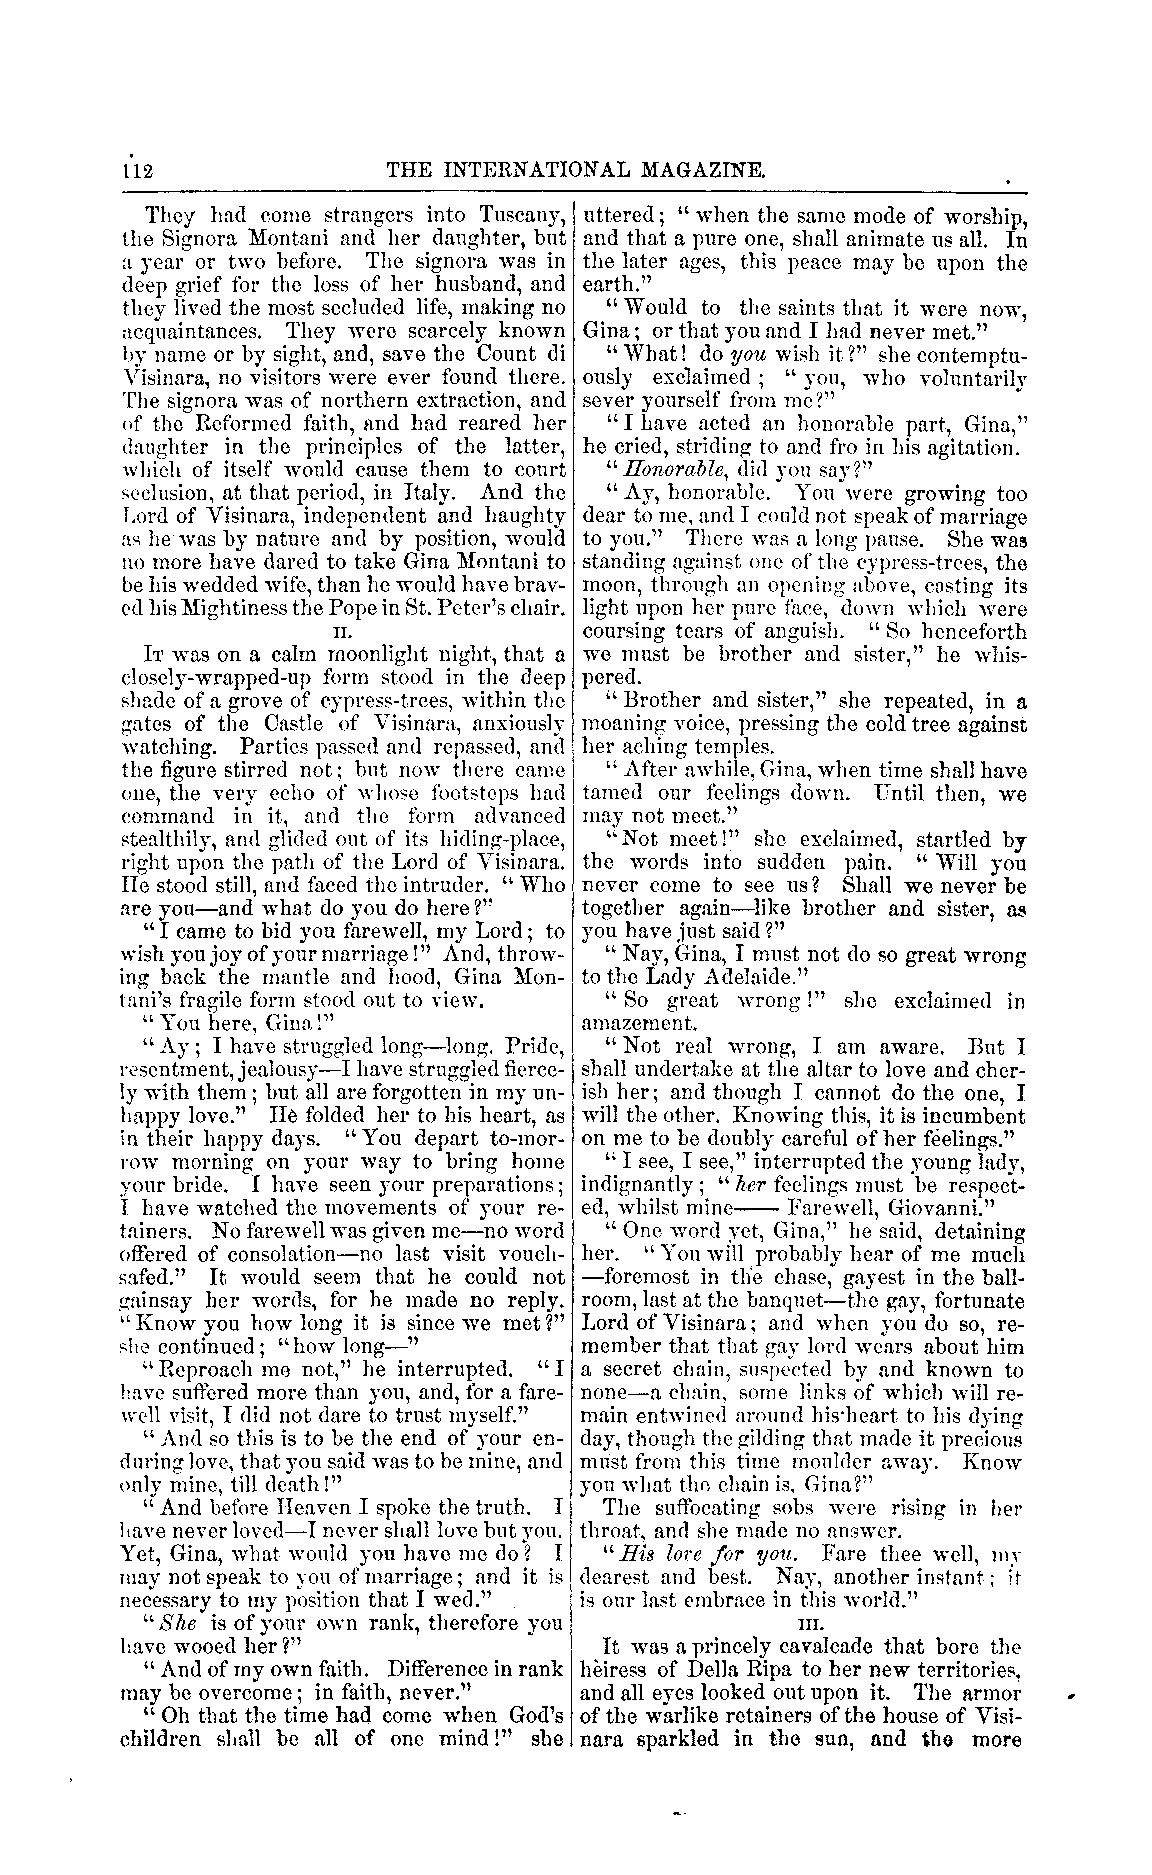 112 THE INTERNATIONAL MAGAZINE.
They had come strangers into Tuscany,
the Signora Montani and her daughter, but
a year or two before. The signora was in
deep grief for the loss of her husband, and
they lived the most secluded life, making no
acquaintances. They were scarcely known
by name or by sight, and, save the Count di
Visinara, no visitors were ever found there.
The signora was of northern extraction, and
of the Reformed faith, and had reared her
daughter in the principles of the latter,
which of itself would cause them to court
seclusion, at that period, in Italy. And the
Lord of Visinara, independent and haughty
as he was by nature and by position, would
no more have dared to take Gina Montani to
be his wedded wife, than he would have brav-
ed his Mightiness the Pope in St. Peter's chair.
II.
IT was on a calm moonlight night, that a
closely-wrapped-up form stood in the deep
shade of a grove of cypress-trees, within the
gates of the Castle of Visinara, anxiously
watching. Parties passed and repassed, and
the figure stirred not; but now there came
one, the very echo of whose footsteps had
command in it, and the form advanced
stealthily, and glided out of its hiding-place,
right upon the path of the Lord of Visinara.
He stood still, and faced the intruder. "Who
are you—and what do you do here?"
"I came to bid you farewell, my Lord; to
wish you joy of your marriage!" And, throw-
ing back the mantle and hood, Gina Mon-
tani's fragile form stood out to view.
"You here, Gina!"
"Ay; I have struggled long—long. Pride,
resentment, jealousy—I have struggled fierce-
ly with them; but all are forgotten in my un-
happy love." He folded her to his heart, as
in their happy days. "You depart to-mor-
row morning on your way to bring home
your bride. I have seen your preparations;
I have watched the movements of your re-
tainers. No farewell was given me—no word
offered of consolation—no last visit vouch-
safed." It would seem that he could not
gainsay her words, for he made no reply.
"Know you how long it is since we met?"
she continued; "how long—"
"Reproach me not," he interrupted. "I
have suffered more than you, and, for a fare-
well visit, I did not dare to trust myself."
"And so this is to be the end of your en-
during love, that you said was to be mine, and
only mine, till death!"
"And before Heaven I spoke the truth. I
have never loved—I never shall love but you.
Yet, Gina, what would you have me do? I
may not speak to you of marriage; and it is
necessary to my position that I wed."
"She is of your own rank, therefore you
have wooed her?"
"And of my own faith. Difference in rank
may be overcome; in faith, never."
"Oh that the time had come when God's
children shall be all of one mind!" she
uttered; "when the same mode of worship,
and that a pure one, shall animate us all. In
the later ages, this peace may be upon the
earth."
"Would to the saints that it were now,
Gina; or that you and I had never met."
"What! do you wish it?" she contemptu-
ously exclaimed; "you, who voluntarily
sever yourself from me?"
"I have acted an honorable part, Gina,"
he cried, striding to and fro in his agitation.
"Honorable, did you say?"
"Ay, honorable. You were growing too
dear to me, and I could not speak of marriage
to you." There was a long pause. She was
standing against one of the cypress-trees, the
moon, through an opening above, casting its
light upon her pure face, down which were
coursing tears of anguish. "So henceforth
we must be brother and sister," he whis-
pered.
"Brother and sister," she repeated, in a
moaning voice, pressing the cold tree against
her aching temples.
"After awhile, Gina, when time shall have
tamed our feelings down. Until then, we
may not meet."
"Not meet!" she exclaimed, startled by
the words into sudden pain. "Will you
never come to see us? Shall we never be
together again—like brother and sister, as
you have just said?"
"Nay, Gina, I must not do so great wrong
to the Lady Adelaide."
"So great wrong!" she exclaimed in
amazement.
"Not real wrong, I am aware. But I
shall undertake at the altar to love and cher-
ish her; and though I cannot do the one, I
will the other. Knowing this, it is incumbent
on me to be doubly careful of her feelings."
"I see, I see," interrupted the young lady,
indignantly; "her feelings must be respect-
ed, whilst mine—— Farewell, Giovanni."
"One word yet, Gina," he said, detaining
her. "You will probably hear of me much
—foremost in the chase, gayest in the ball-
room, last at the banquet—the gay, fortunate
Lord of Visinara; and when you do so, re-
member that that gay lord wears about him
a secret chain, suspected by and known to
none—a chain, some links of which will re-
main entwined around his heart to his dying
day, though the gilding that made it precious
must from this time moulder away. Know
you what the chain is, Gina?"
The suffocating sobs were rising in her
throat, and she made no answer.
"His love for you. Fare thee well, my
dearest and best. Nay, another instant; it
is our last embrace in this world."
III.
It was a princely cavalcade that bore the
heiress of Della Ripa to her new territories,
and all eyes looked out upon it. The armor
of the warlike retainers of the house of Visi-
nara sparkled in the sun, and the more